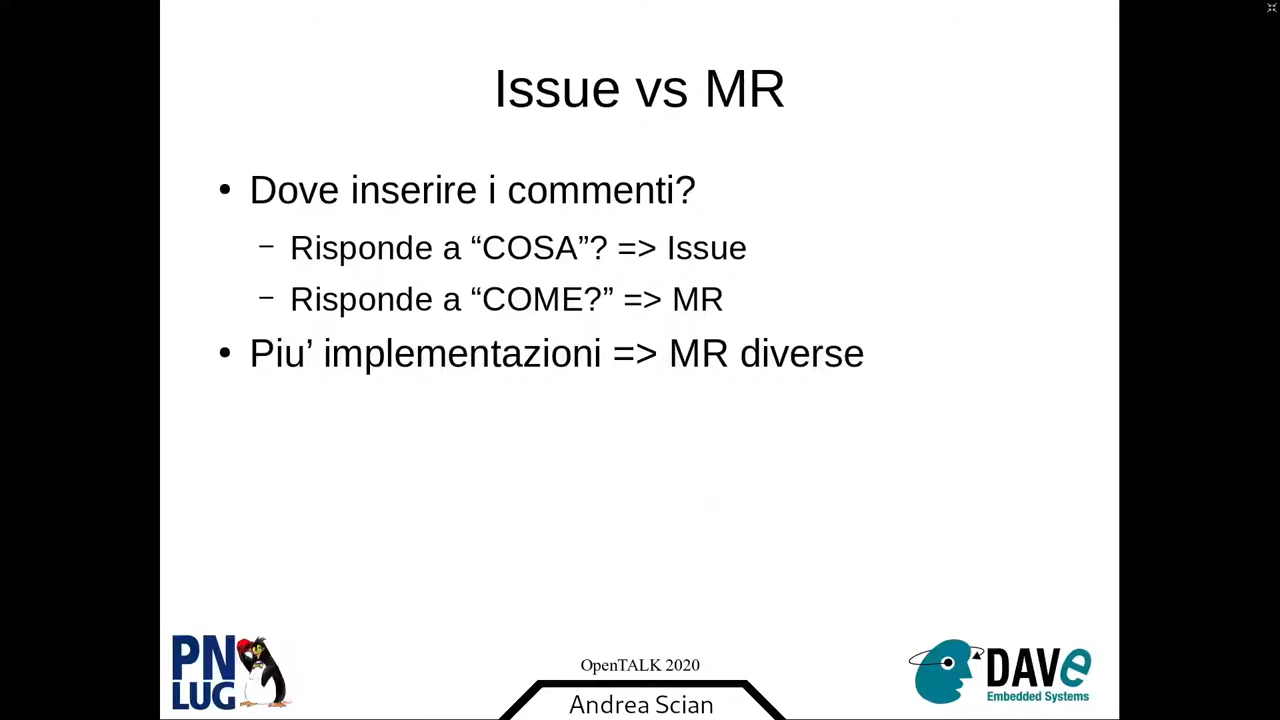 Issue vs MR
• Dove inserire i commenti?
– Risponde a “COSA”? => Issue
– Risponde a “COME?” => MR
• Piu’ implementazioni => MR diverse
PN
LUG
OpenTALK 2020
Andrea Scian
DAVe
Embedded Systems